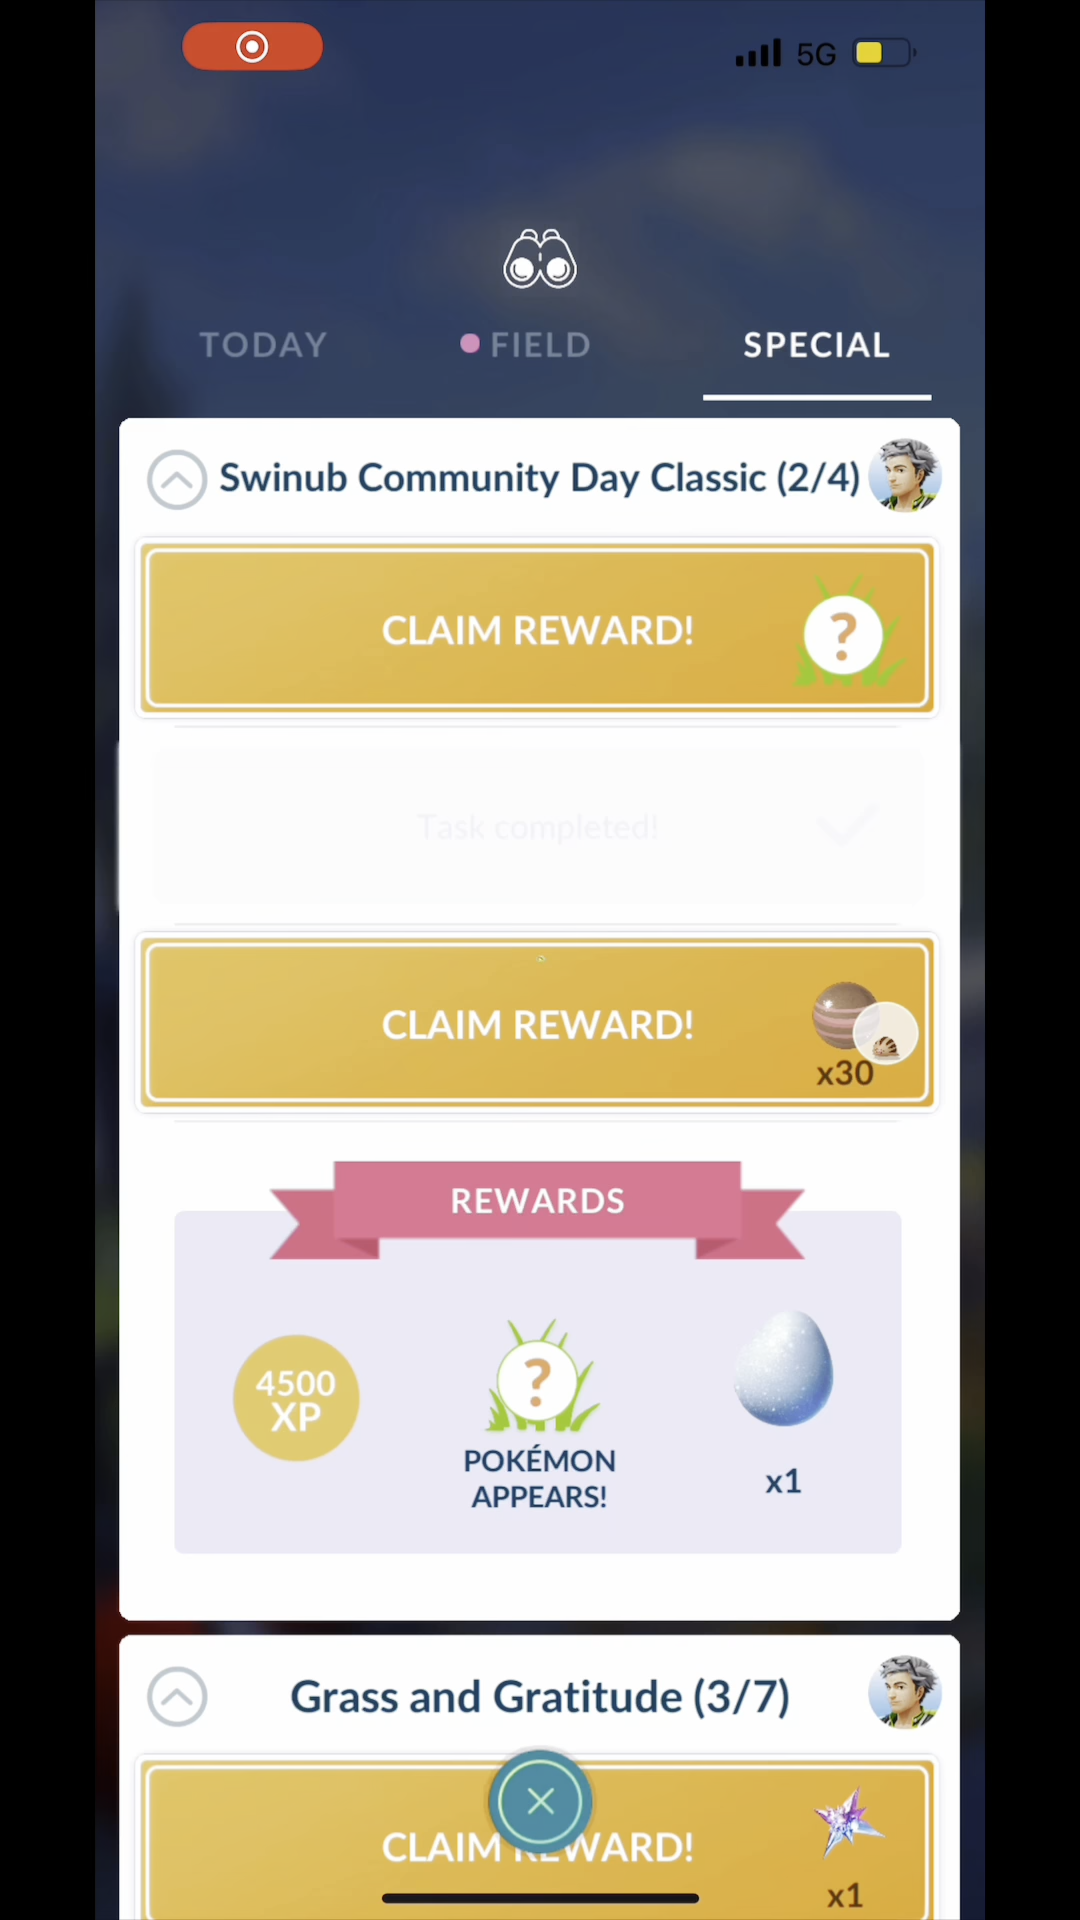 5G
TODAY
FIELD
SPECIAL
Swinub Community Day Classic (2/4)
CLAIM REWARD!
?
Task completed!
CLAIM REWARD!
x30
REWARDS
4500
XP
?
POKÉMON
APPEARS!
x1
Grass and Gratitude (3/7)
CLAIM REWARD!
x1